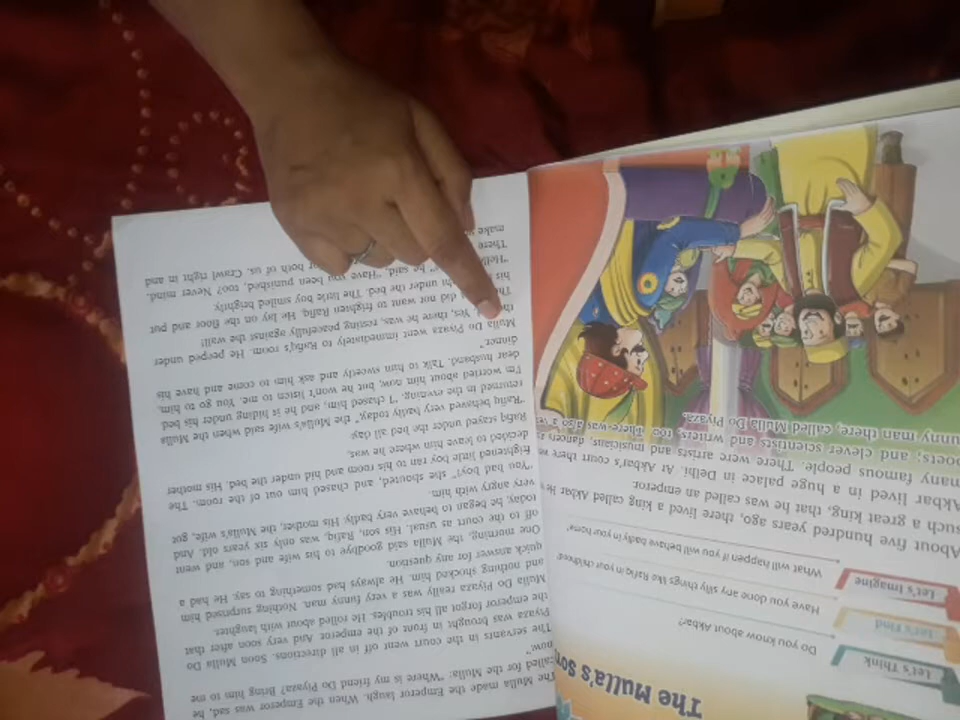 The Mulla's son
Let's Think
Do you know about Akbar?
Let's Find
Have you done any silly things like Rafiq in your childhood?
Let's Imagine
What will happen if you will behave badly in your home?
About five hundred years ago, there lived a king called Akbar. He
such a great king, that he was called an emperor.
Akbar lived in a huge palace in Delhi. At Akbar's court there
many famous people. There were artists and musicians, dancers
poets; and clever scientists and writers, too. There was also a
funny man there, called Mulla Do Piyaza.
The Mulla made the Emperor laugh. When the Emperor was sad, he
called for the Mulla: "Where is my friend Do Piyaza? Bring him to me
now."
The servants in the court went off in all directions. Soon Mulla Do
Piyaza was brought in front of the emperor. And very soon after that
the emperor forgot all his troubles. He rolled about with laughter.
Mulla Do Piyaza really was a very funny man. Nothing surprised him
and nothing shocked him. He always had something to say. He had a
quick answer for any question.
One morning, the Mulla said goodbye to his wife and son, and went
off to the court as usual. His son, Rafiq, was only six years old. And
today, he began to behave very badly. His mother, the Mulla's wife, got
very angry with him.
"You bad boy!" she shouted, and chased him out of the room. The
frightened little boy ran to his room and hid under the bed. His mother
decided to leave him where he was.
Rafiq stayed under the bed all day.
"Rafiq behaved very badly today," the Mulla's wife said when the Mulla
returned in the evening. "I chased him, and he is hiding under his bed.
I'm worried about him now, but he won't listen to me. You go to him,
dear husband. Talk to him sweetly and ask him to come and have his
dinner."
Mulla Do Piyaza went immediately to Rafiq's room. He peeped under
the Yes, there he was, resting peacefully against the wall!
The did not want to frighten Rafiq. He lay on the floor and put
his under the bed. The little boy smiled brightly.
"Hello he said, "Have you been punished, too? Never mind.
There for both of us. Crawl right in and
make